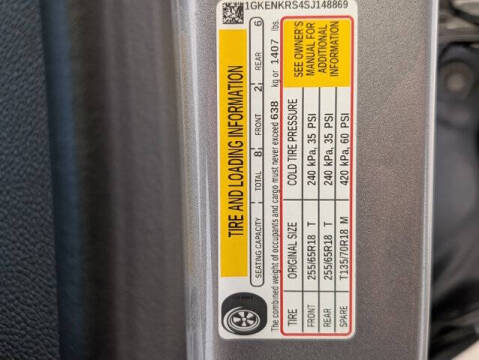 1GKENKRS4SJ148869
TIRE AND LOADING INFORMATION
SEATING CAPACITY TOTAL 8 FRONT 2 REAR 6
The combined weight of occupants and cargo must never exceed 638 kg or 1407 lbs.
TIRE ORIGINAL SIZE COLD TIRE PRESSURE
FRONT 255/65R18 T 240 kPa, 35 PSI
REAR 255/65R18 T 240 kPa, 35 PSI
SPARE T135/70R18 M 420 kPa, 60 PSI
SEE OWNER'S
MANUAL FOR
ADDITIONAL
INFORMATION